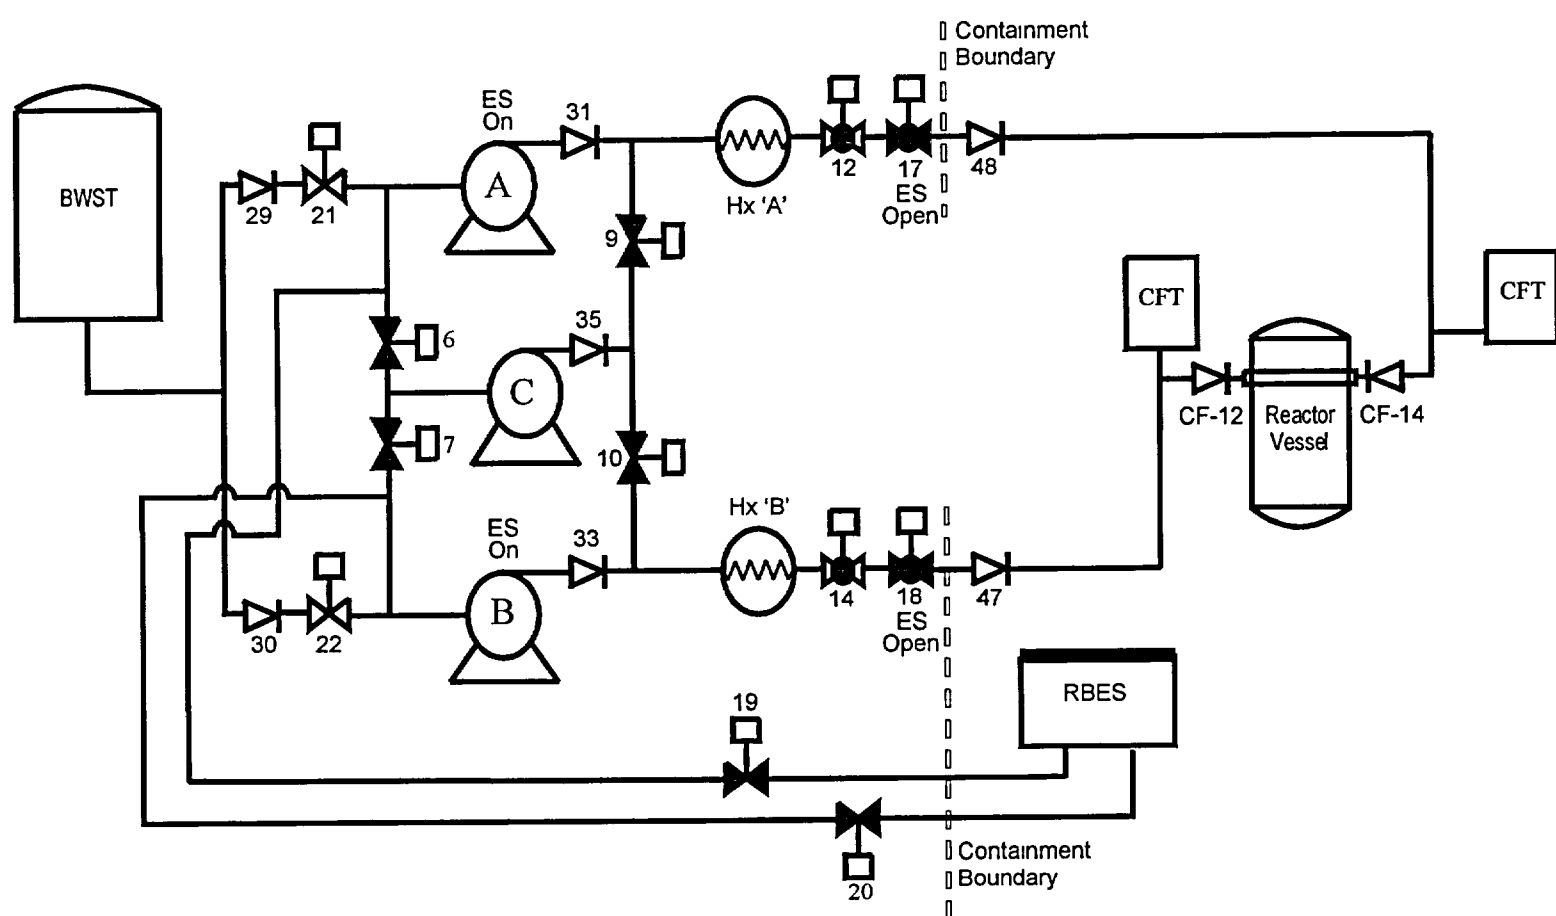 Containment
Boundary
ES
On
31
BWST
A
29
21
12
17
48
ES
Open
Hx ‘A’
9
CFT
CFT
6
35
C
CF-12
Reactor
Vessel
CF-14
7
10
Hx ‘B’
ES
On
33
B
14
18
47
ES
Open
30
22
19
RBES
20
Containment
Boundary